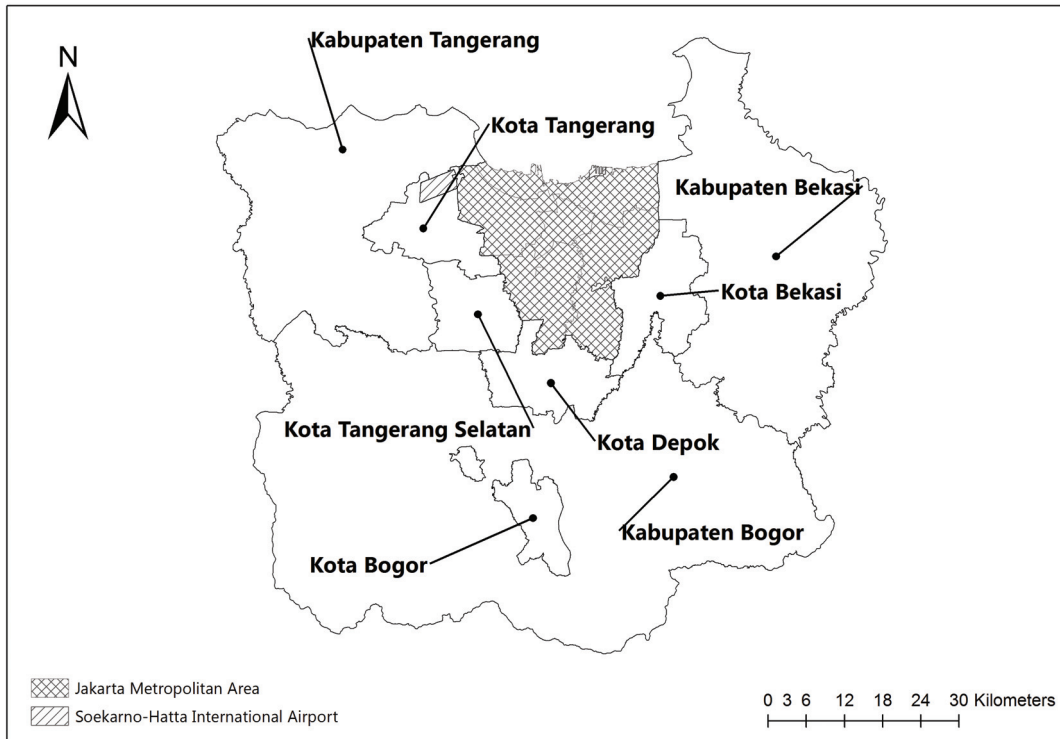 Kabupaten Tangerang
N
Kota Tangerang
Kabupaten Bekasi
Kota Bekasi
Kota Tangerang Selatan
Kota Depok
Kabupaten Bogor
Kota Bogor
Jakarta Metropolitan Area
Soekarno-Hatta International Airport
0 3 6 12 18 24 30 Kilometers